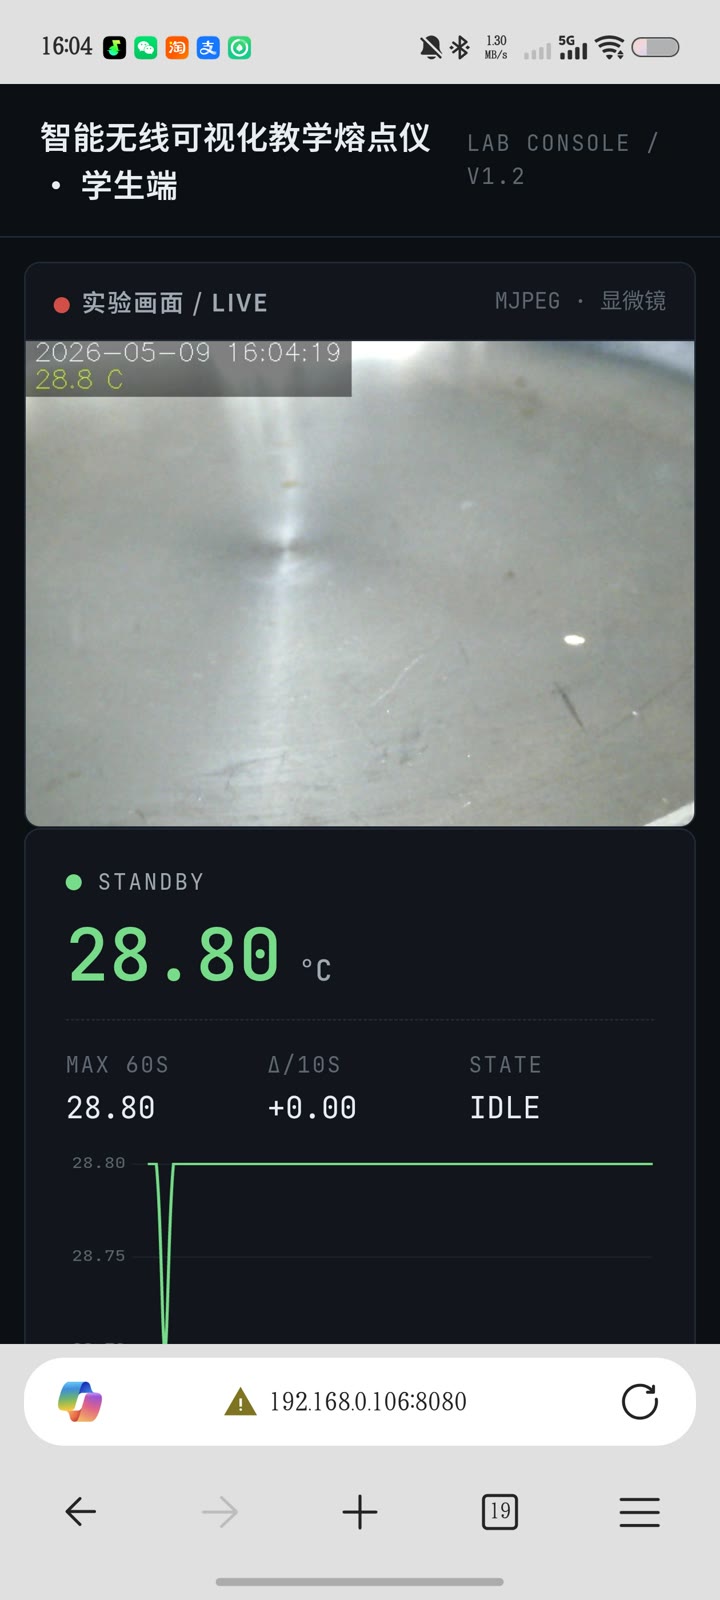 16:04
淘
支
1.30
MB/s
5G
智能无线可视化教学熔点仪
• 学生端
LAB CONSOLE /
V1.2
实验画面 / LIVE
MJPEG · 显微镜
2026-05-09 16:04:19
28.8 C
STANDBY
28.80 °C
MAX 60S
Δ/10S
STATE
28.80
+0.00
IDLE
28.80
28.75
192.168.0.106:8080
19